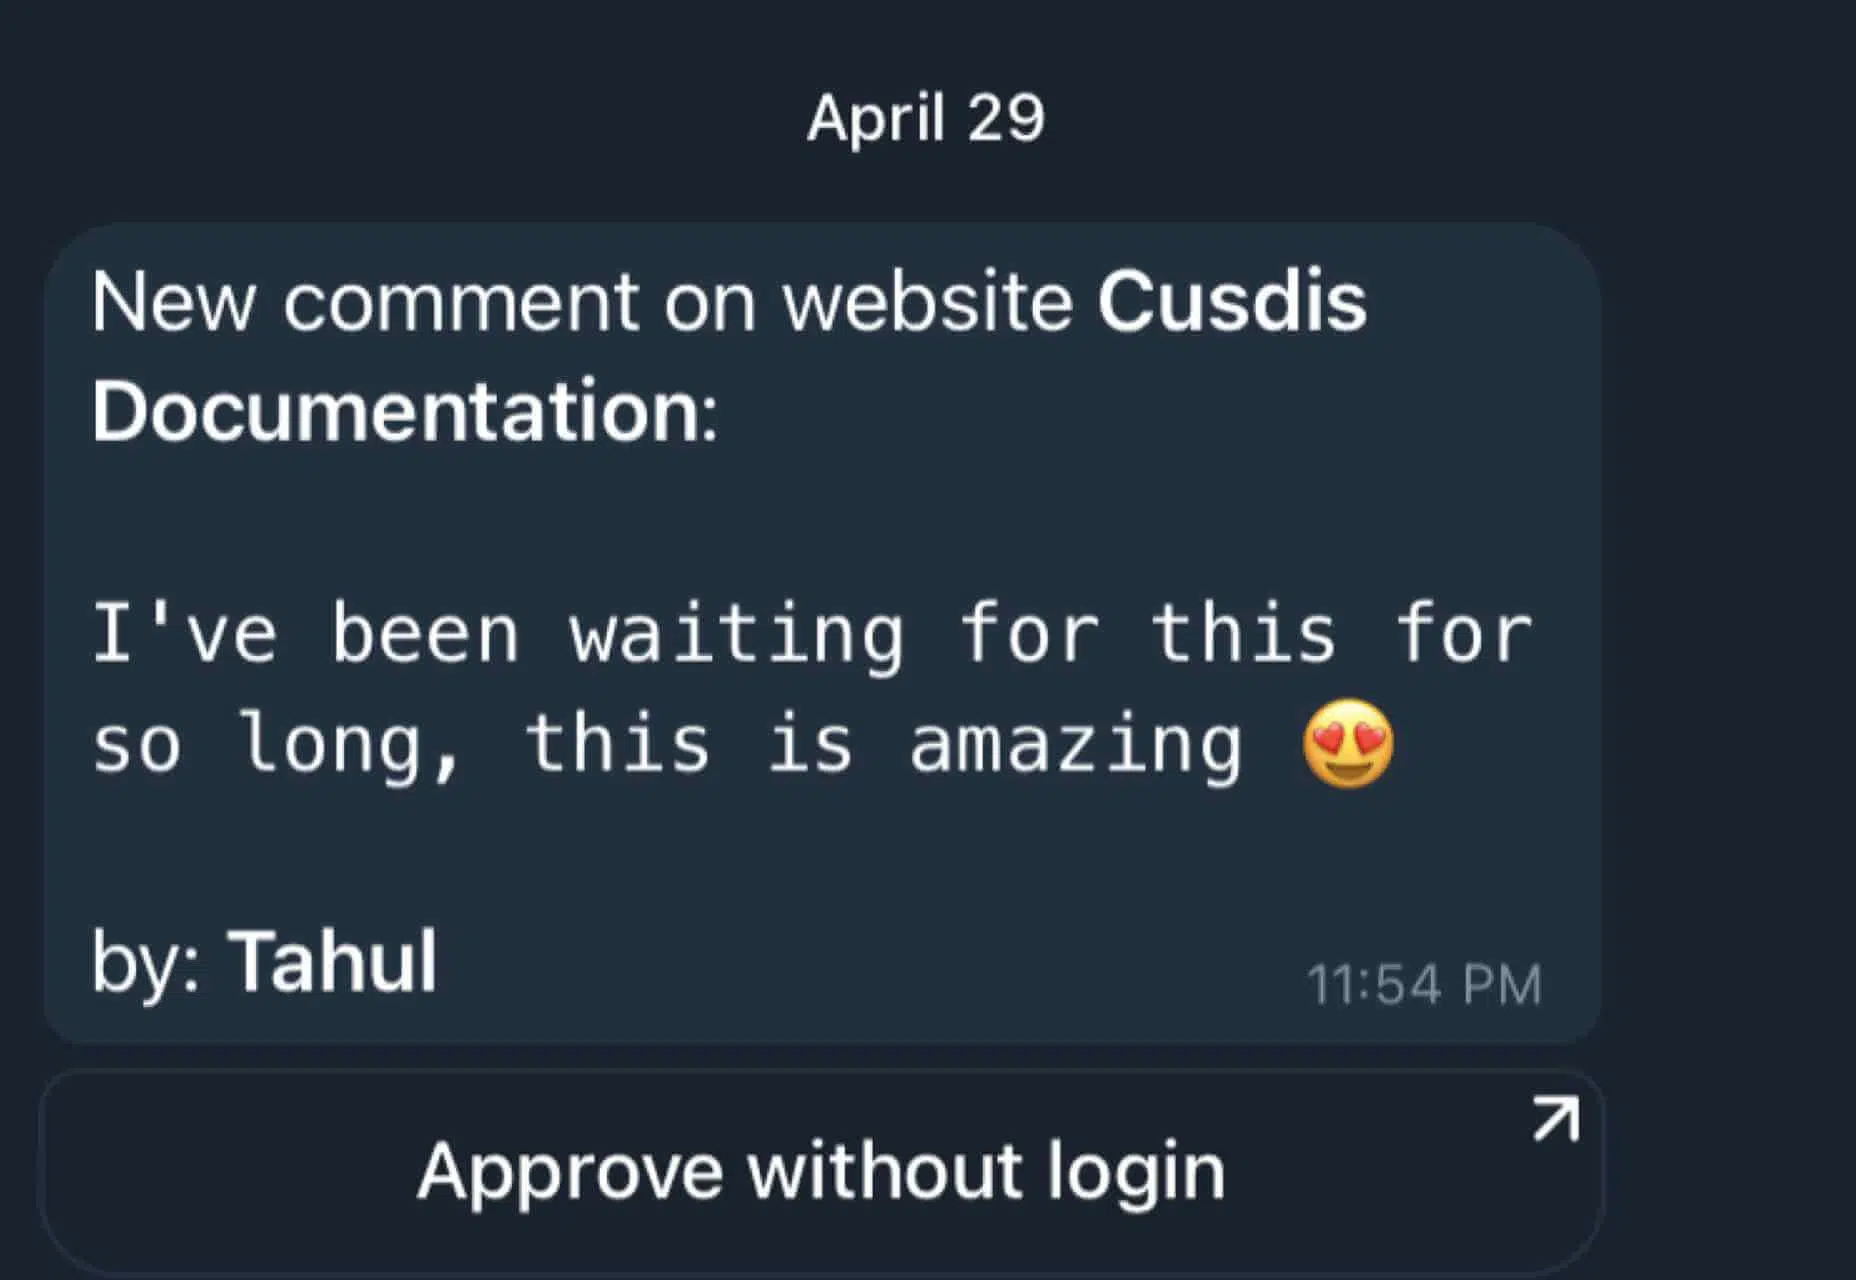 April 29
New comment on website Cusdis
Documentation:
I've been waiting for this for
so long, this is amazing 😍
by: Tahul
11:54 PM
Approve without login